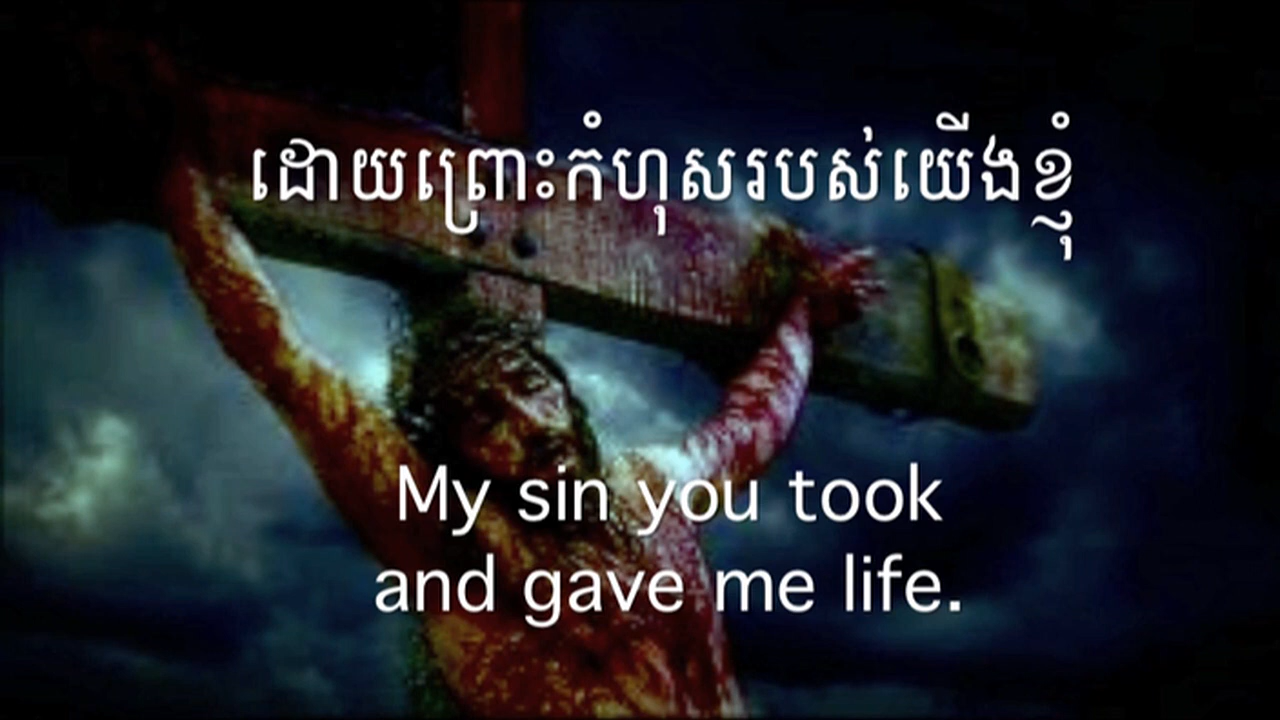 ដោយព្រោះកំហុសរបស់យើងខ្ញុំ
My sin you took
and gave me life.